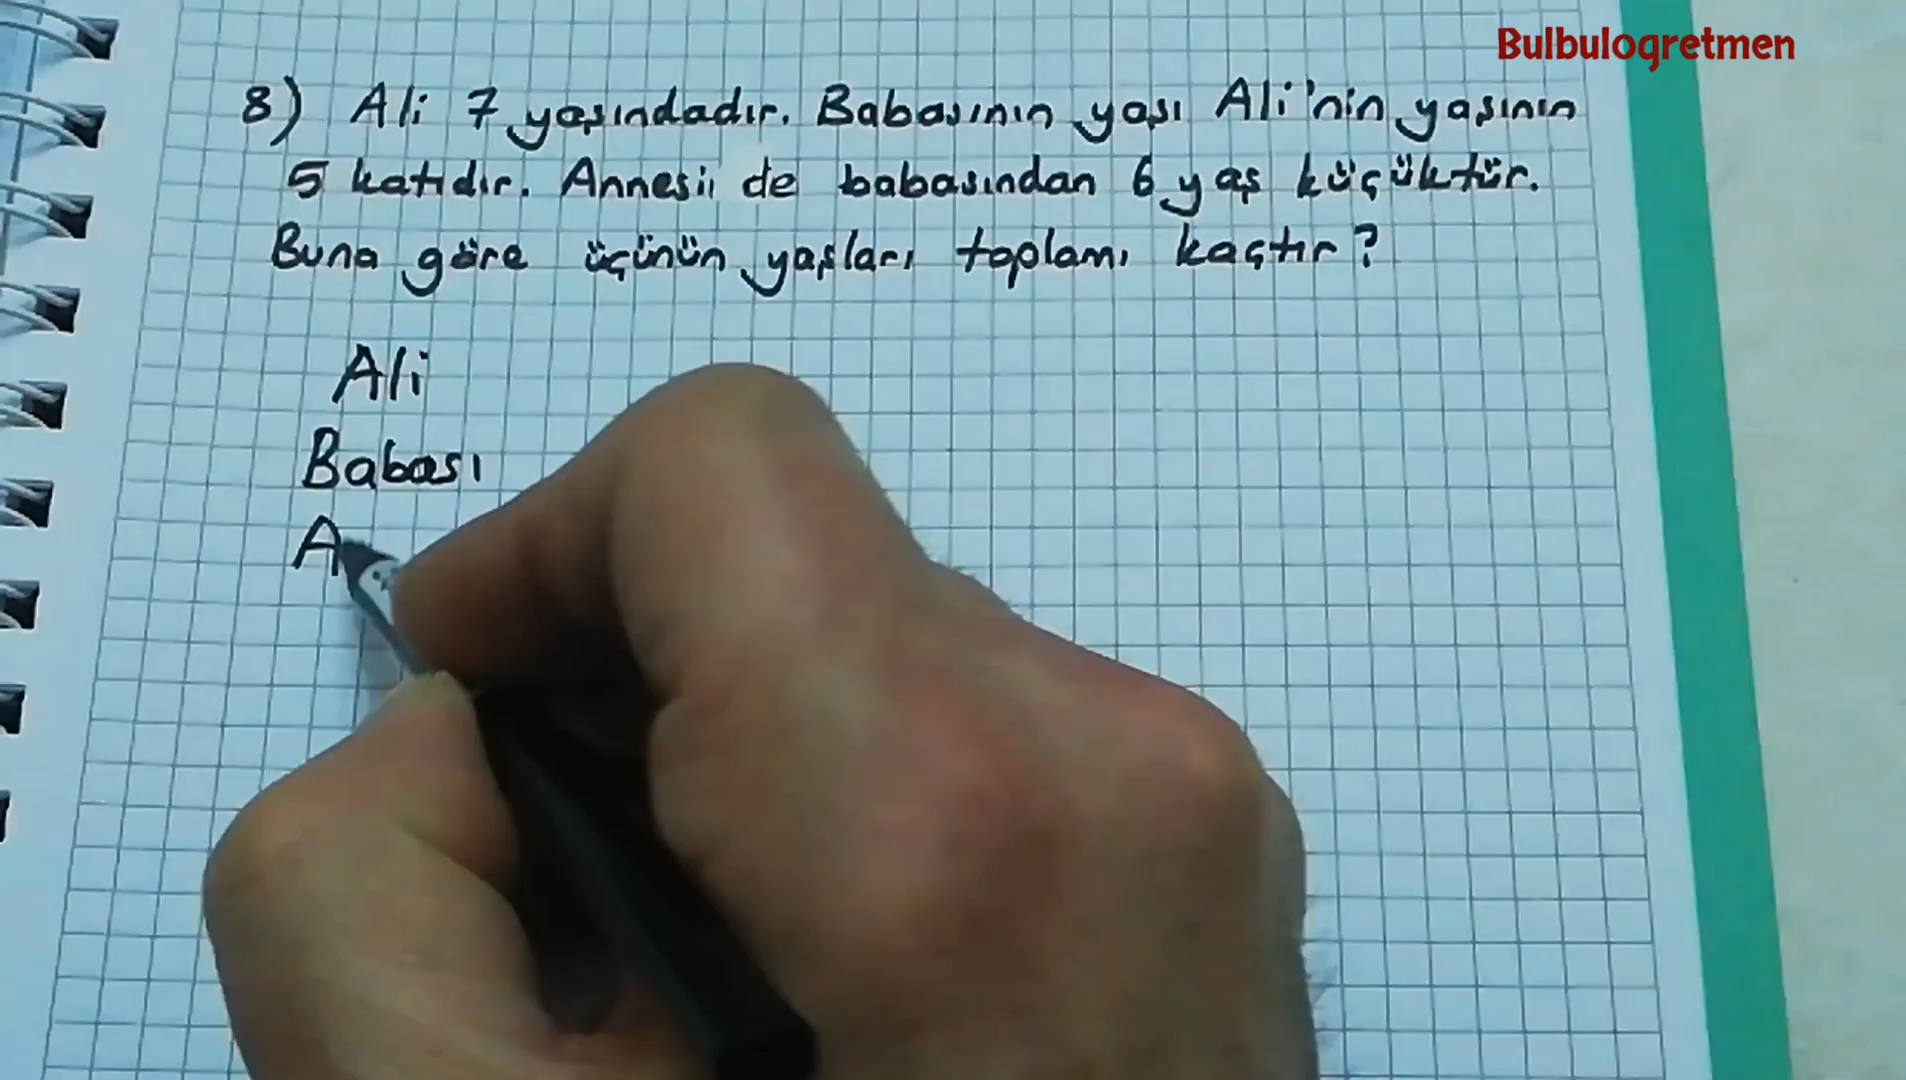 Bulbulogretmen
8) Ali 7 yaşındadır. Babasının yaşı Ali'nin yaşının
5 katıdır. Annesi de babasından 6 yaş küçüktür.
Buna göre üçünün yaşları toplamı kaçtır?
Ali
Babası
A